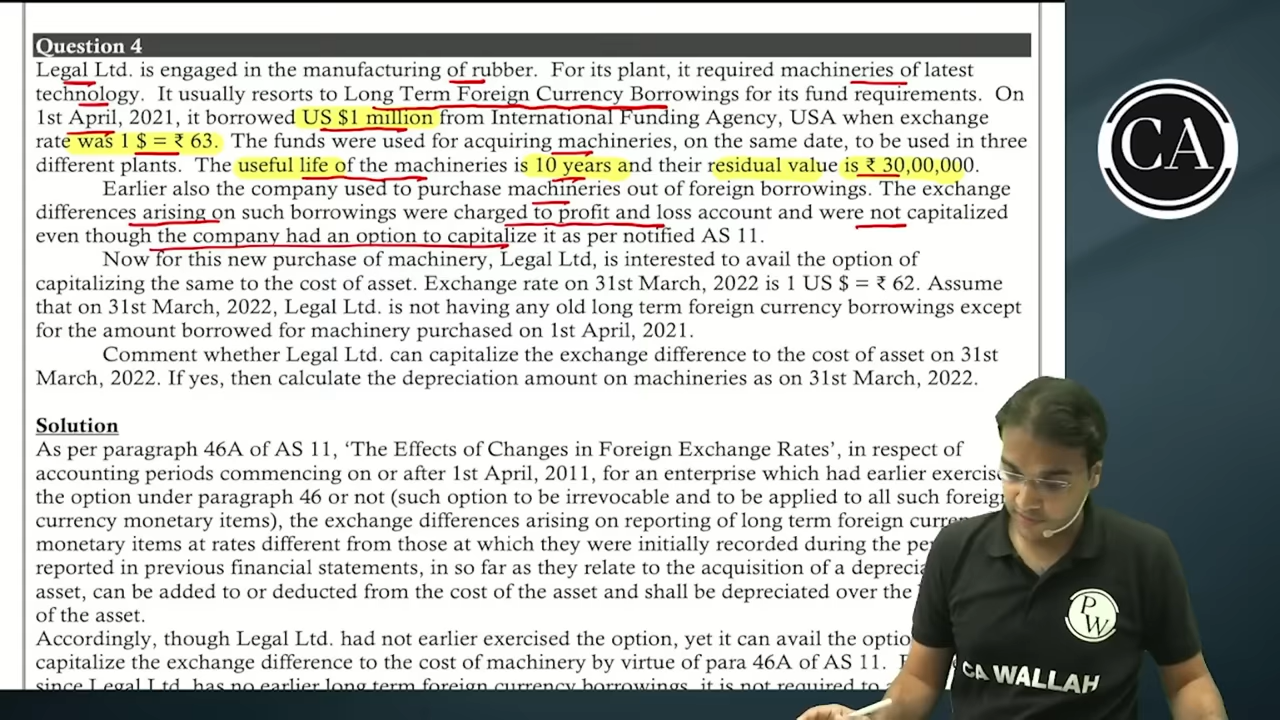 Question 4
Legal Ltd. is engaged in the manufacturing of rubber. For its plant, it required machineries of latest
technology. It usually resorts to Long Term Foreign Currency Borrowings for its fund requirements. On
1st April, 2021, it borrowed US $1 million from International Funding Agency, USA when exchange
rate was 1 $ = ₹ 63. The funds were used for acquiring machineries, on the same date, to be used in three
different plants. The useful life of the machineries is 10 years and their residual value is ₹ 30,00,000.
Earlier also the company used to purchase machineries out of foreign borrowings. The exchange
differences arising on such borrowings were charged to profit and loss account and were not capitalized
even though the company had an option to capitalize it as per notified AS 11.
Now for this new purchase of machinery, Legal Ltd, is interested to avail the option of
capitalizing the same to the cost of asset. Exchange rate on 31st March, 2022 is 1 US $ = ₹ 62. Assume
that on 31st March, 2022, Legal Ltd. is not having any old long term foreign currency borrowings except
for the amount borrowed for machinery purchased on 1st April, 2021.
Comment whether Legal Ltd. can capitalize the exchange difference to the cost of asset on 31st
March, 2022. If yes, then calculate the depreciation amount on machineries as on 31st March, 2022.
Solution
As per paragraph 46A of AS 11, ‘The Effects of Changes in Foreign Exchange Rates’, in respect of
accounting periods commencing on or after 1st April, 2011, for an enterprise which had earlier
the option under paragraph 46 or not (such option to be irrevocable and to be applied to all such
currency monetary items), the exchange differences arising on reporting of long term foreign
monetary items at rates different from those at which they were initially recorded during the
reported in previous financial statements, in so far as they relate to the acquisition of a
asset, can be added to or deducted from the cost of the asset and shall be depreciated over the
of the asset.
Accordingly, though Legal Ltd. had not earlier exercised the option, yet it can avail the
capitalize the exchange difference to the cost of machinery by virtue of para 46A of AS 11.
since Legal Ltd. has no earlier long term foreign currency borrowings, it is not required to
CA
PW
CA WALLAH